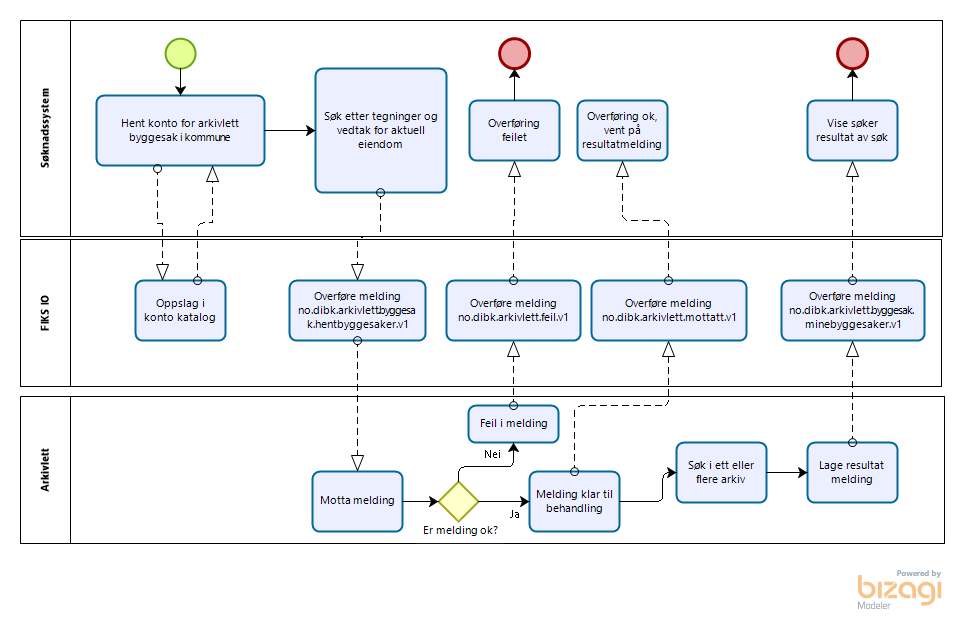 Søknadssystem
Hent konto for arkivlett
byggesak i kommune
Søk etter tegninger og
vedtak for aktuell
eiendom
Overføring
feilet
Overføring ok,
vent på
resultatmelding
Vise søker
resultat av søk
FIKS IO
Oppslag i
konto katalog
Overføre melding
no.dibk.arkivlett.byggesa
k.hentbyggesaker.v1
Overføre melding
no.dibk.arkivlett.feil.v1
Overføre melding
no.dibk.arkivlett.mottatt.v1
Overføre melding
no.dibk.arkivlett.byggesak.
minebyggesaker.v1
Arkivlett
Motta melding
Er melding ok?
Nei
Feil i melding
Ja
Melding klar til
behandling
Søk i ett eller
flere arkiv
Lage resultat
melding
Powered by
bizagi
Modeler